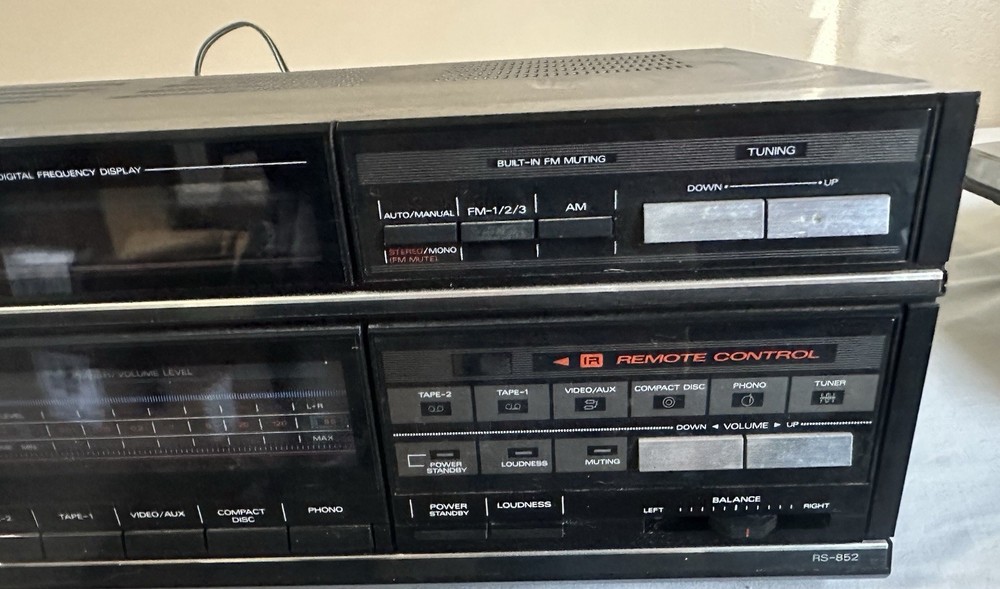 DIGITAL FREQUENCY DISPLAY
BUILT-IN FM MUTING
TUNING
DOWN UP
AUTO/MANUAL FM-1/2/3 AM
STEREO/MONO
(FM MUTE)
IR REMOTE CONTROL
VOLUME LEVEL
L+R
MAX
TAPE-2 TAPE-1 VIDEO/AUX COMPACT DISC PHONO TUNER
DOWN ◄ VOLUME ► UP
POWER
STANDBY
LOUDNESS
MUTING
TAPE-1 VIDEO/AUX COMPACT
DISC
PHONO
POWER
STANDBY
LOUDNESS
BALANCE
LEFT RIGHT
RS-852